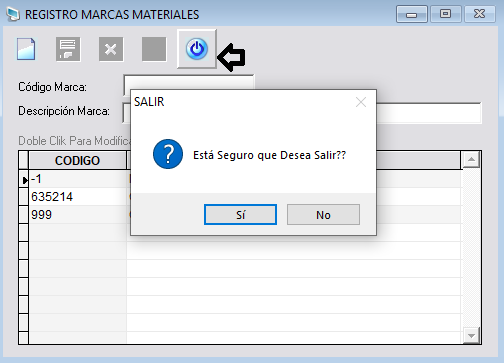 REGISTRO MARCAS MATERIALES
Código Marca:
Descripción Marca:
Doble Clik Para Modifica
CODIGO
-1
635214
999
SALIR
Está Seguro que Desea Salir??
Sí
No